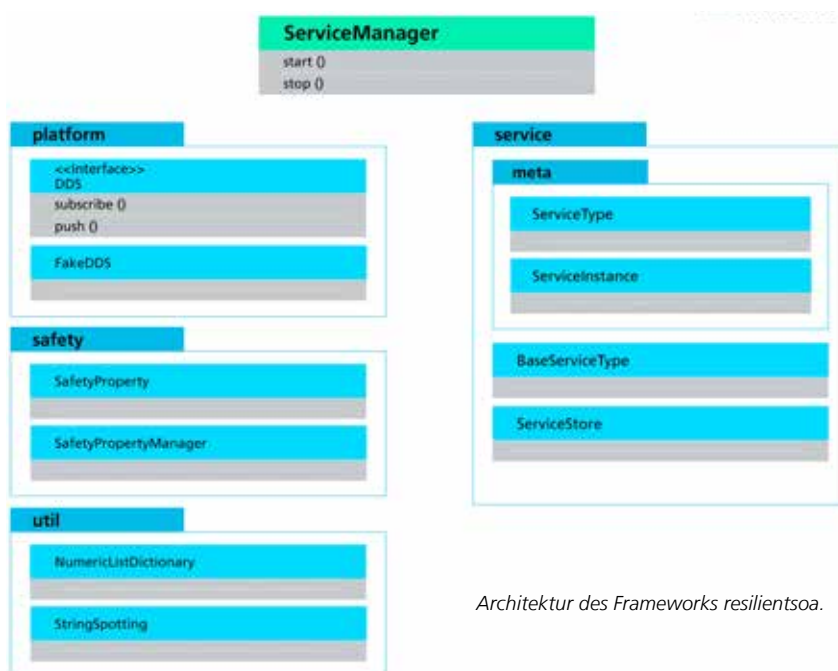 ServiceManager
start ()
stop ()
platform
<<interface>>
DDS
subscribe ()
push ()
FakeDDS
safety
SafetyProperty
SafetyPropertyManager
util
NumericListDictionary
StringSpotting
service
meta
ServiceType
ServiceInstance
BaseServiceType
ServiceStore
Architektur des Frameworks resilientsoa.